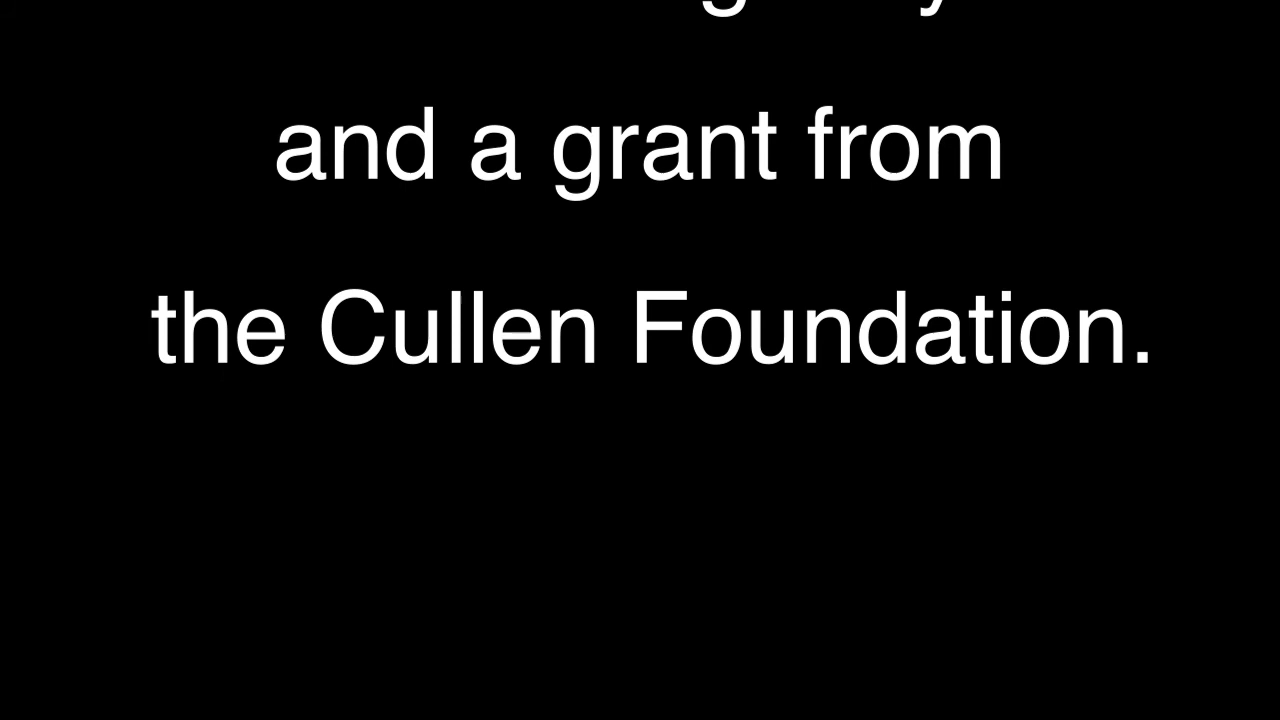 and a grant from
the Cullen Foundation.